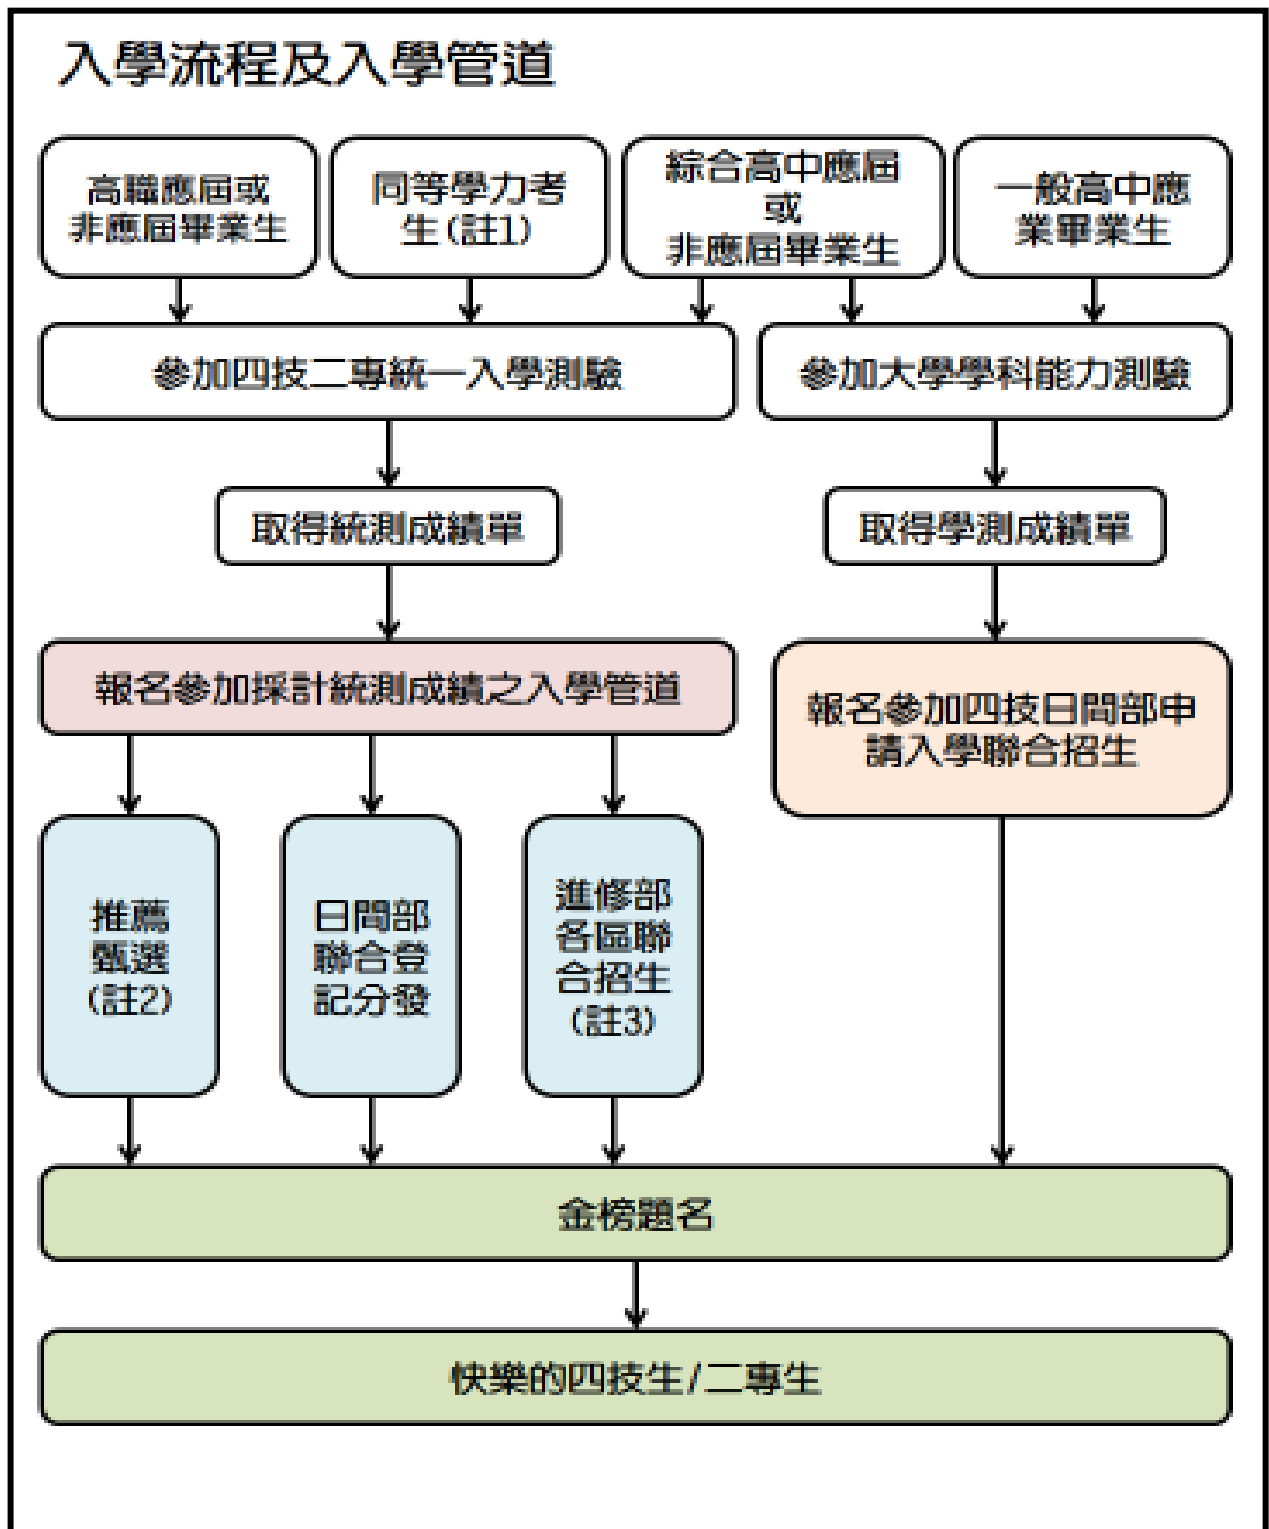 入學流程及入學管道
高職應屆或
非應屆畢業生
同等學力考
生(註1)
綜合高中應屆
或
非應屆畢業生
一般高中應
業畢業生
參加四技二專統一入學測驗
參加大學學科能力測驗
取得統測成績單
取得學測成績單
報名參加採計統測成績之入學管道
報名參加四技日間部申
請入學聯合招生
推薦
甄選
(註2)
日間部
聯合登
記分發
進修部
各區聯
合招生
(註3)
金榜題名
快樂的四技生/二專生